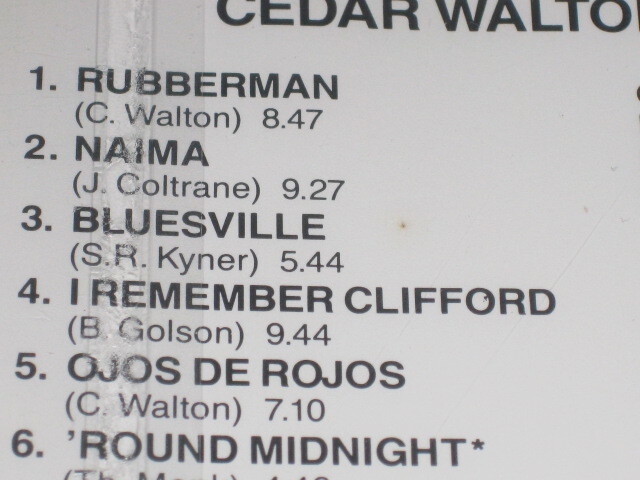 CEDAR WALTO
1. RUBBERMAN
(C. Walton) 8.47
2. NAIMA
(J. Coltrane) 9.27
3. BLUESVILLE
(S.R. Kyner) 5.44
4. I REMEMBER CLIFFORD
(B. Golson) 9.44
5. OJOS DE ROJOS
(C. Walton) 7.10
6. 'ROUND MIDNIGHT*